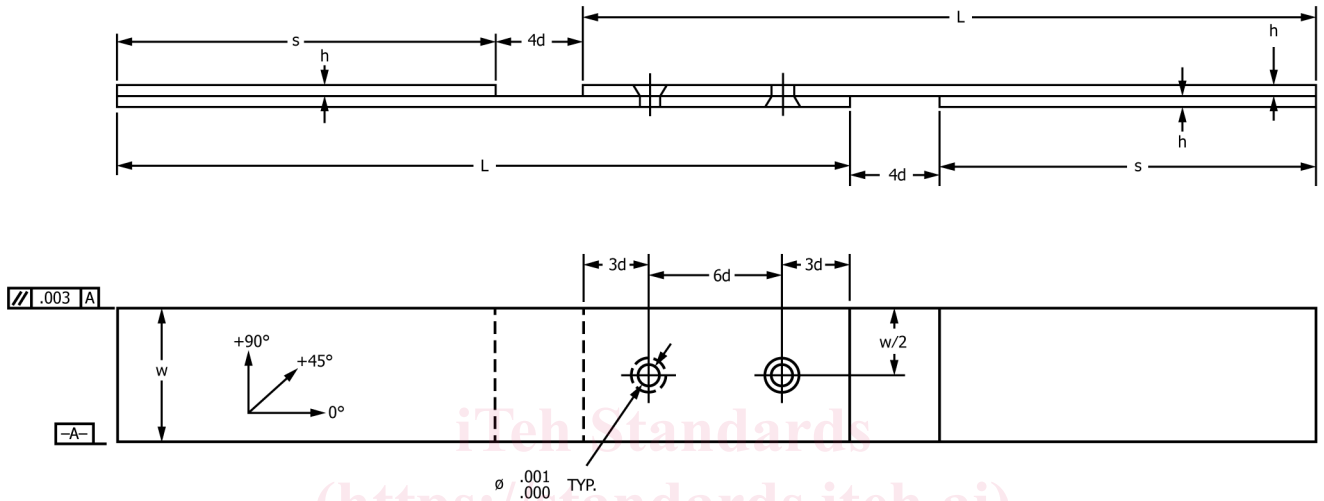 L
s
4d
h
h
h
L
4d
s
3d
6d
3d
// .003 A
+90°
w/2
+45°
w
0°
-A-
iTeh Standards
ø .001 TYP.
.000
(https://standards.iteh.ai)